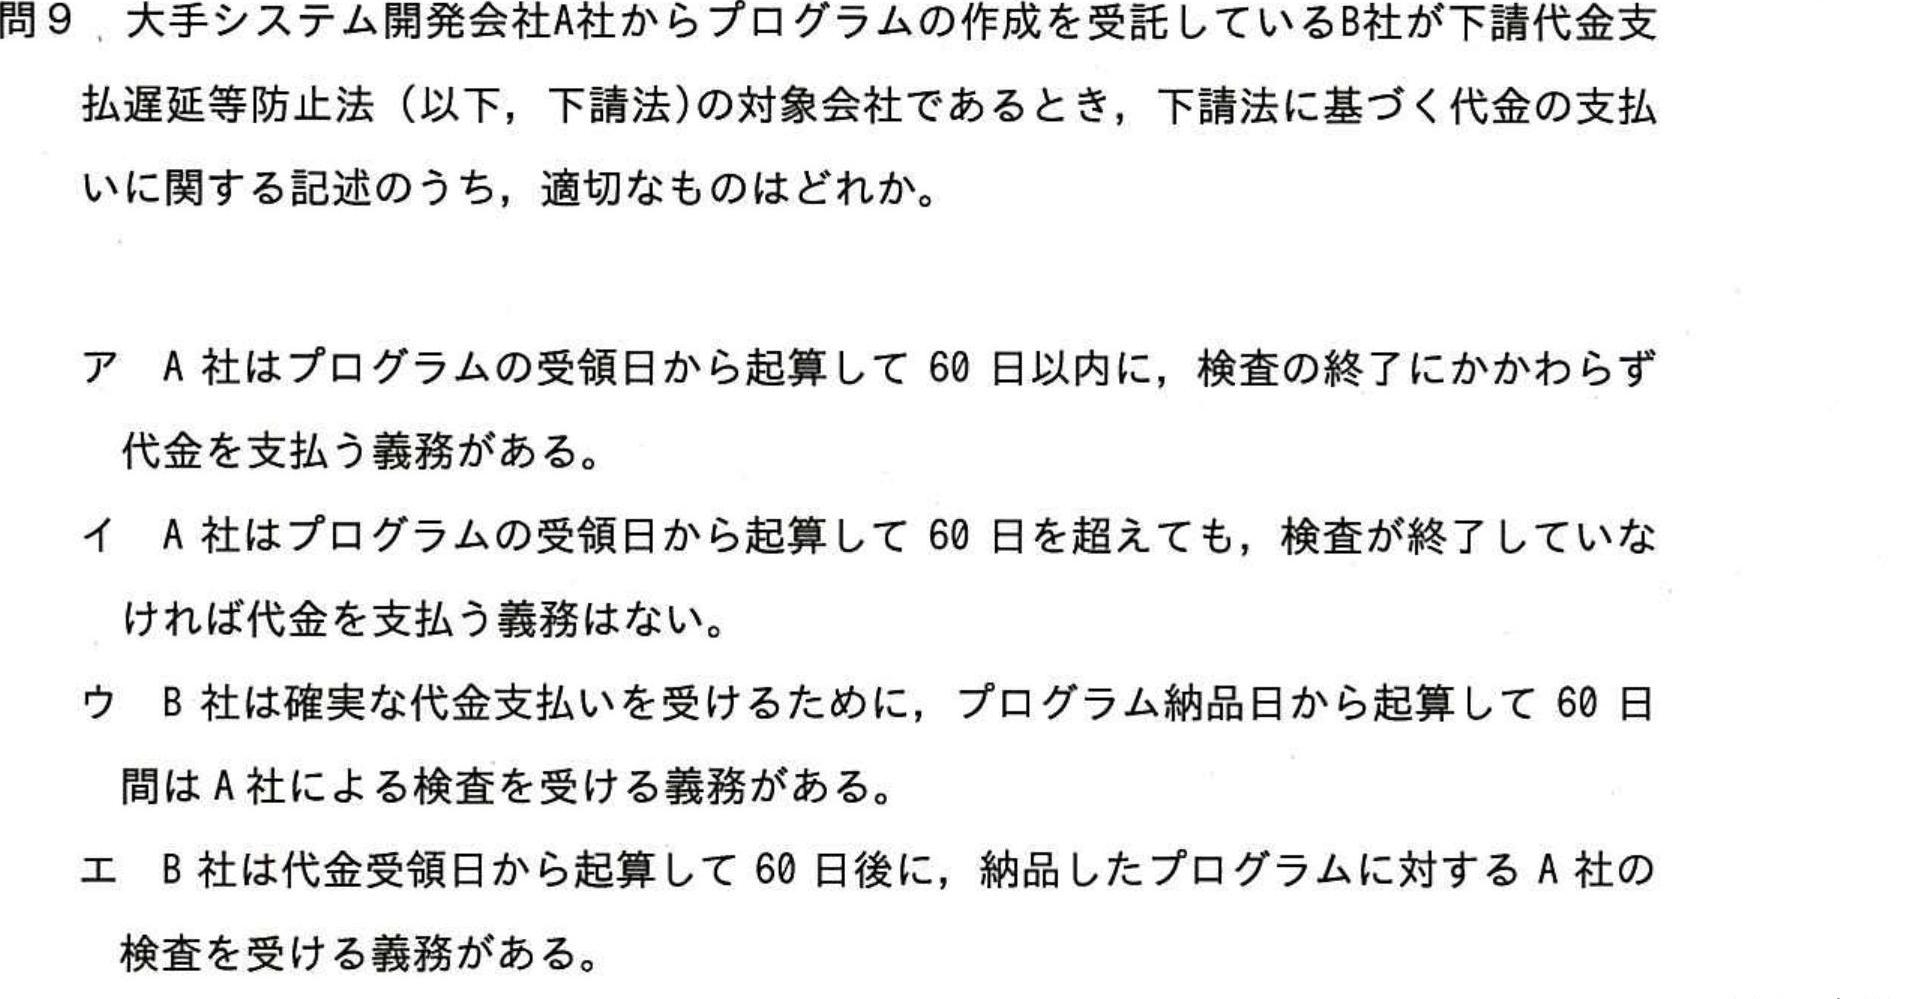 問９　大手システム開発会社A社からプログラムの作成を受託しているB社が下請代金支
払遅延等防止法（以下，下請法)の対象会社であるとき，下請法に基づく代金の支払
いに関する記述のうち，適切なものはどれか。
ア　A 社はプログラムの受領日から起算して 60 日以内に，検査の終了にかかわらず
代金を支払う義務がある。
イ　A 社はプログラムの受領日から起算して 60 日を超えても，検査が終了していな
ければ代金を支払う義務はない。
ウ　B 社は確実な代金支払いを受けるために，プログラム納品日から起算して 60 日
間は A 社による検査を受ける義務がある。
エ　B 社は代金受領日から起算して 60 日後に，納品したプログラムに対する A 社の
検査を受ける義務がある。